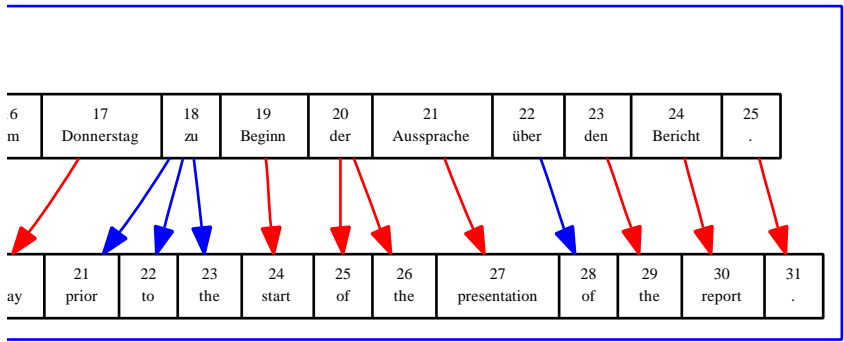 17 18 19 20 21 22 23 24 25
Donnerstag zu Beginn der Aussprache über den Bericht .
21 22 23 24 25 26 27 28 29 30 31
prior to the start of the presentation of the report .